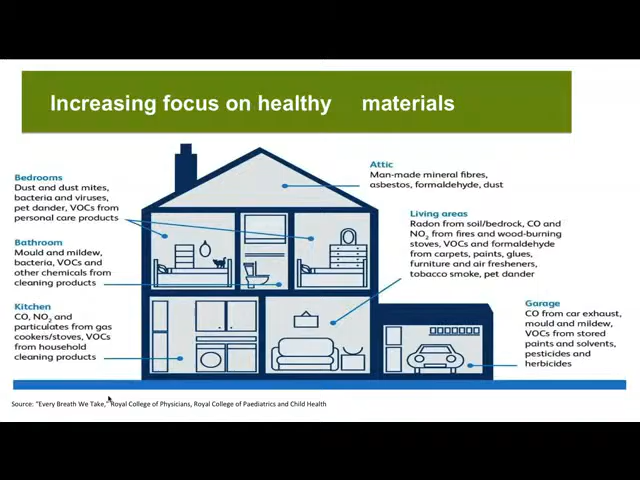 Increasing focus on healthy materials
Bedrooms
Dust and dust mites,
bacteria and viruses,
pet dander, VOCs from
personal care products
Bathroom
Mould and mildew,
bacteria, VOCs and
other chemicals from
cleaning products
Kitchen
CO, NO₂ and
particulates from gas
cookers/stoves, VOCs
from household
cleaning products
Attic
Man-made mineral fibres,
asbestos, formaldehyde, dust
Living areas
Radon from soil/bedrock, CO and
NO₂ from fires and wood-burning
stoves, VOCs and formaldehyde
from carpets, paints, glues,
furniture and air fresheners,
tobacco smoke, pet dander
Garage
CO from car exhaust,
mould and mildew,
VOCs from stored
paints and solvents,
pesticides and
herbicides
Source: "Every Breath We Take," Royal College of Physicians, Royal College of Paediatrics and Child Health